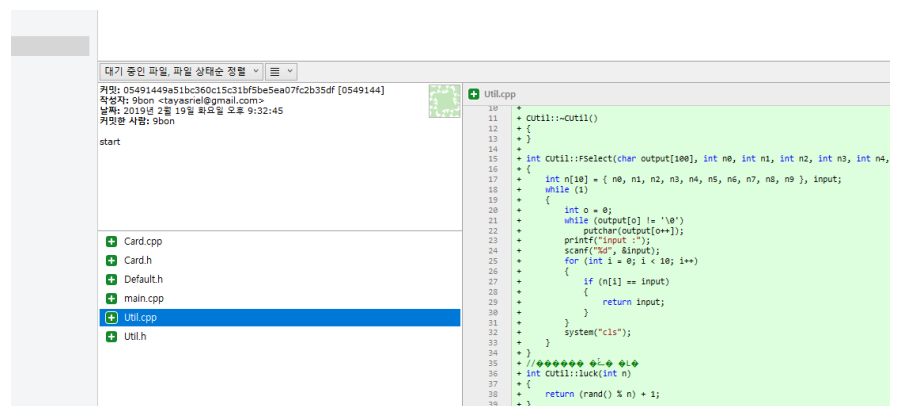 대기 중인 파일, 파일 상태순 정렬
커밋: 05491449a51bc360c15c31bf5be5ea07fc2b35df [0549144]
작성자: 9bon <tayasriel@gmail.com>
날짜: 2019년 2월 19일 화요일 오후 9:32:45
커밋한 사람: 9bon
start
Card.cpp
Card.h
Default.h
main.cpp
Util.cpp
Util.h
Util.cpp
10 +
11 + CUtil::~CUtil()
12 + {
13 + }
14 +
15 + int CUtil::FSelect(char output[100], int n0, int n1, int n2, int n3, int n4,
16 + {
17 + int n[10] = { n0, n1, n2, n3, n4, n5, n6, n7, n8, n9 }, input;
18 + while (1)
19 + {
20 + int o = 0;
21 + while (output[o] != '\0')
22 + putchar(output[o++]);
23 + printf("input :");
24 + scanf("%d", &input);
25 + for (int i = 0; i < 10; i++)
26 + {
27 + if (n[i] == input)
28 + {
29 + return input;
30 + }
31 + }
32 + system("cls");
33 + }
34 + }
35 + //
36 + int CUtil::luck(int n)
37 + {
38 + return (rand() % n) + 1;
39 + }